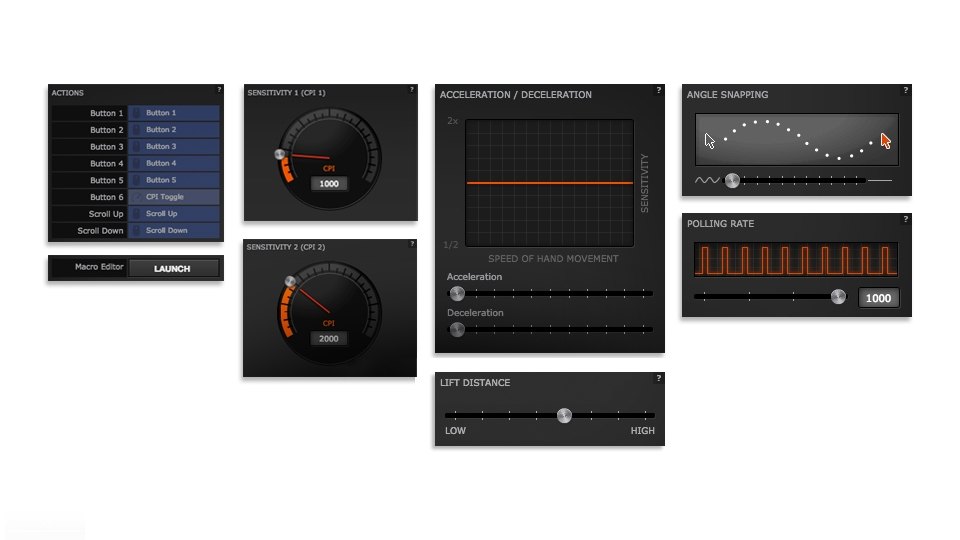 ACTIONS ?
Button 1 Button 1
Button 2 Button 2
Button 3 Button 3
Button 4 Button 4
Button 5 Button 5
Button 6 CPI Toggle
Scroll Up Scroll Up
Scroll Down Scroll Down
Macro Editor LAUNCH
SENSITIVITY 1 (CPI 1) ?
CPI
1000
SENSITIVITY 2 (CPI 2) ?
CPI
2000
ACCELERATION / DECELERATION ?
2x
SENSITIVITY
1/2
SPEED OF HAND MOVEMENT
Acceleration
Deceleration
LIFT DISTANCE ?
LOW HIGH
ANGLE SNAPPING ?
POLLING RATE ?
1000